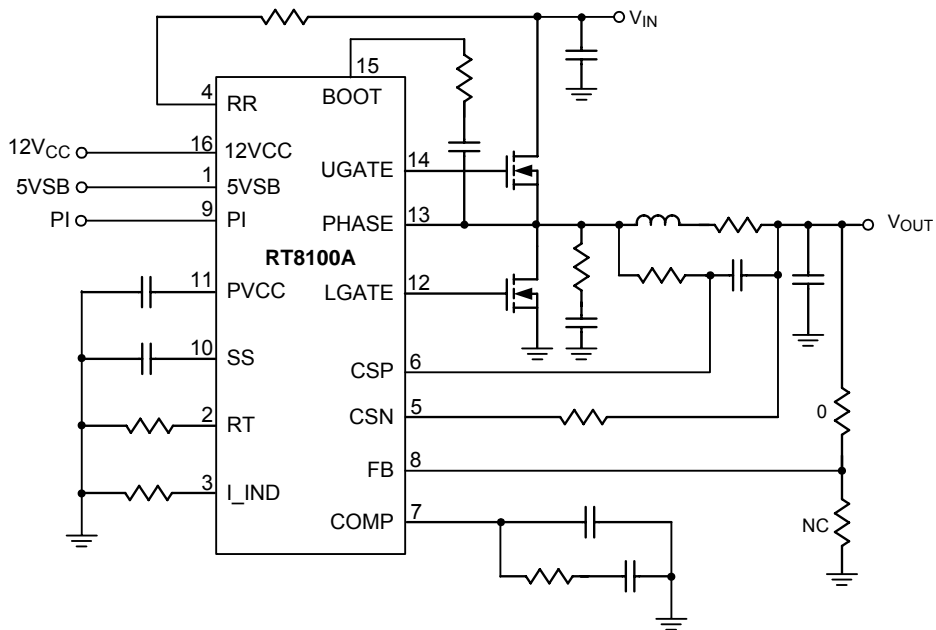 VIN
15
BOOT
4
RR
12VCC
16
12VCC
UGATE
14
5VSB
1
5VSB
PI
9
PI
PHASE
13
VOUT
RT8100A
11
PVCC
LGATE
12
10
SS
CSP
6
2
RT
CSN
5
0
3
I_IND
FB
8
COMP
7
NC